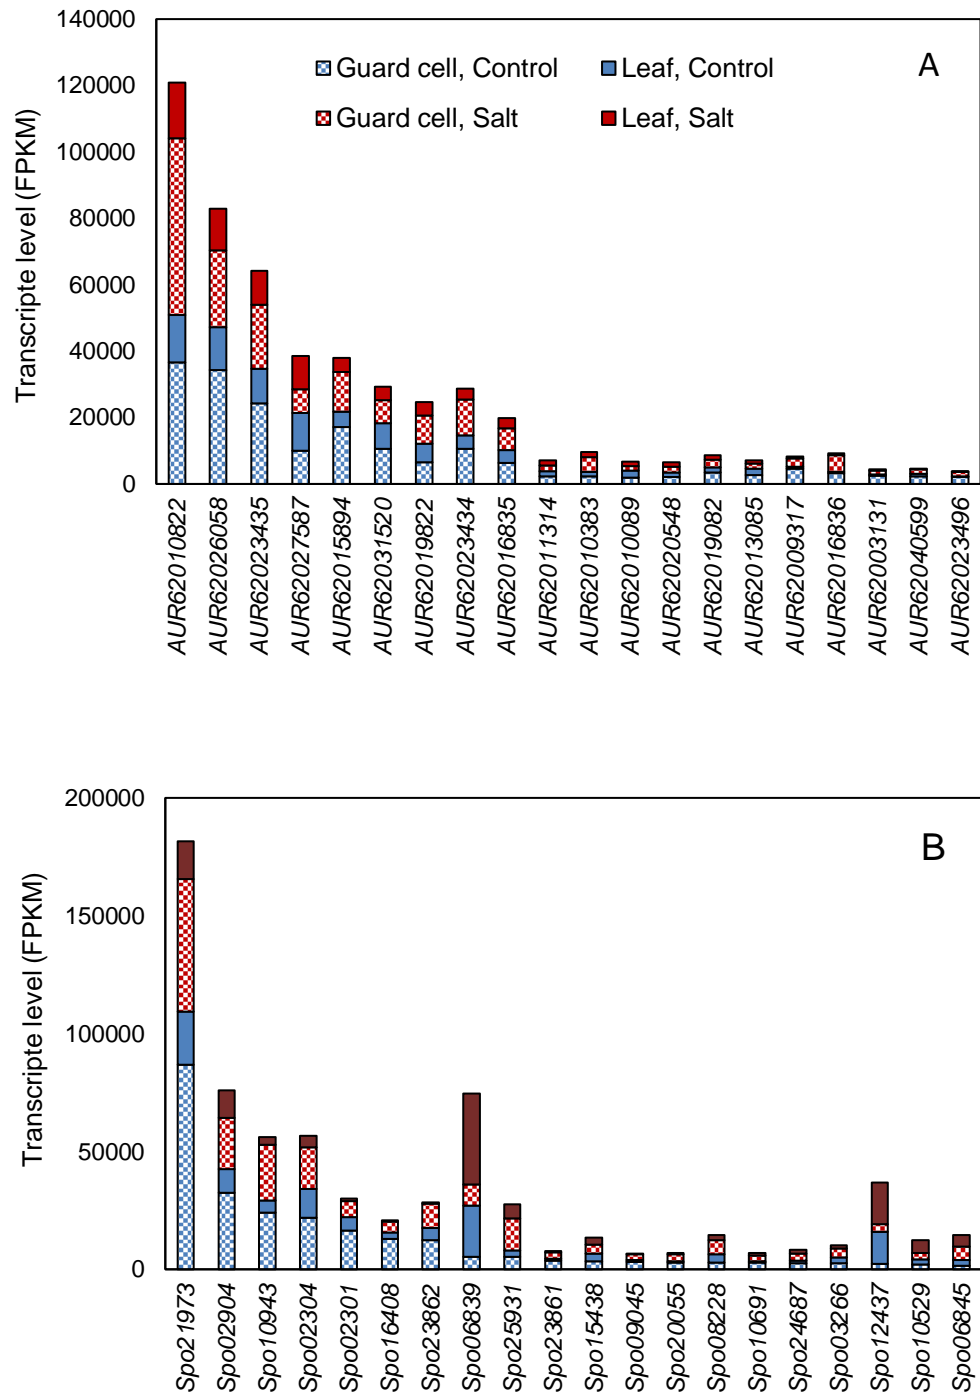 140000
120000
100000
80000
60000
40000
20000
0
Transcripte level (FPKM)
Guard cell, Control
Leaf, Control
Guard cell, Salt
Leaf, Salt
A
AUR62010822
AUR62026058
AUR62023435
AUR62027587
AUR62015894
AUR62031520
AUR62019822
AUR62023434
AUR62016835
AUR62011314
AUR62010383
AUR62010089
AUR62020548
AUR62019082
AUR62013085
AUR62009317
AUR62016836
AUR62003131
AUR62040599
AUR62023496
200000
150000
100000
50000
0
Transcripte level (FPKM)
B
Spo21973
Spo02904
Spo10943
Spo02304
Spo02301
Spo16408
Spo23862
Spo06839
Spo25931
Spo23861
Spo15438
Spo09045
Spo20055
Spo08228
Spo10691
Spo24687
Spo03266
Spo12437
Spo10529
Spo06845